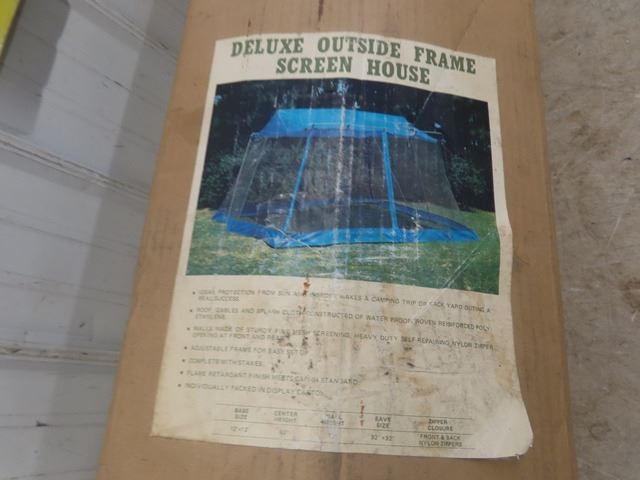 DELUXE OUTSIDE FRAME
SCREEN HOUSE
IDEAL PROTECTION FROM SUN AND INSECTS, MAKES A CAMPING TRIP OR BACK YARD OUTING A
REAL SUCCESS.
ROOF, GABLES AND SPLASH CLOTH CONSTRUCTED OF WATER PROOF WOVEN REINFORCED POLY
ETHYLENE.
WALLS MADE OF STURDY FINE MESH SCREENING, HEAVY DUTY SELF REPAIRING NYLON ZIPPER
OPENING AT FRONT AND REAR.
ADJUSTABLE FRAME FOR EASY SET UP.
COMPLETE WITH STAKES.
FLAME RETARDANT FINISH MEETS STANDARD
INDIVIDUALLY PACKED IN DISPLAY CARTON.
BASE CENTER WALL EAVE ZIPPER
SIZE HEIGHT HEIGHT SIZE CLOSURE
12'x12' 92"x92" FRONT & BACK
NYLON ZIPPERS